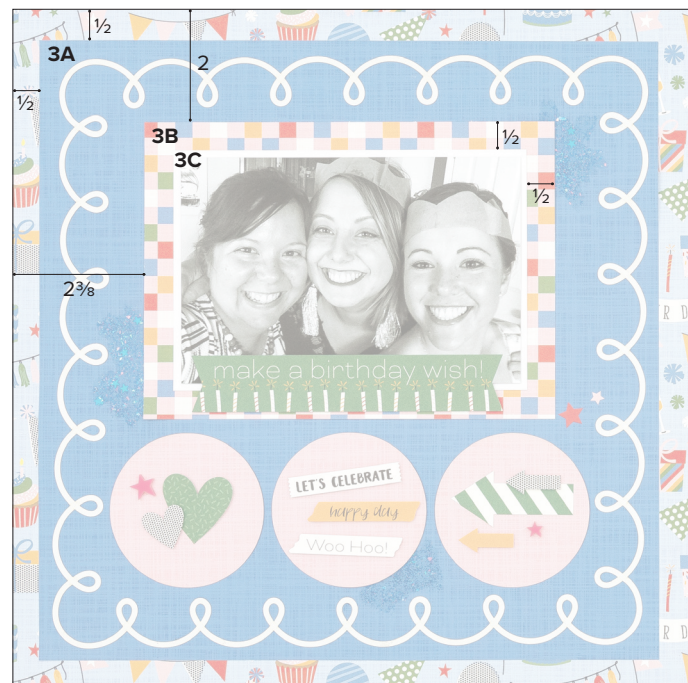 ½
3A
2
½
3B
½
3C
½
2⅜
make a birthday wish!
LET'S CELEBRATE
happy day
Woo Hoo!